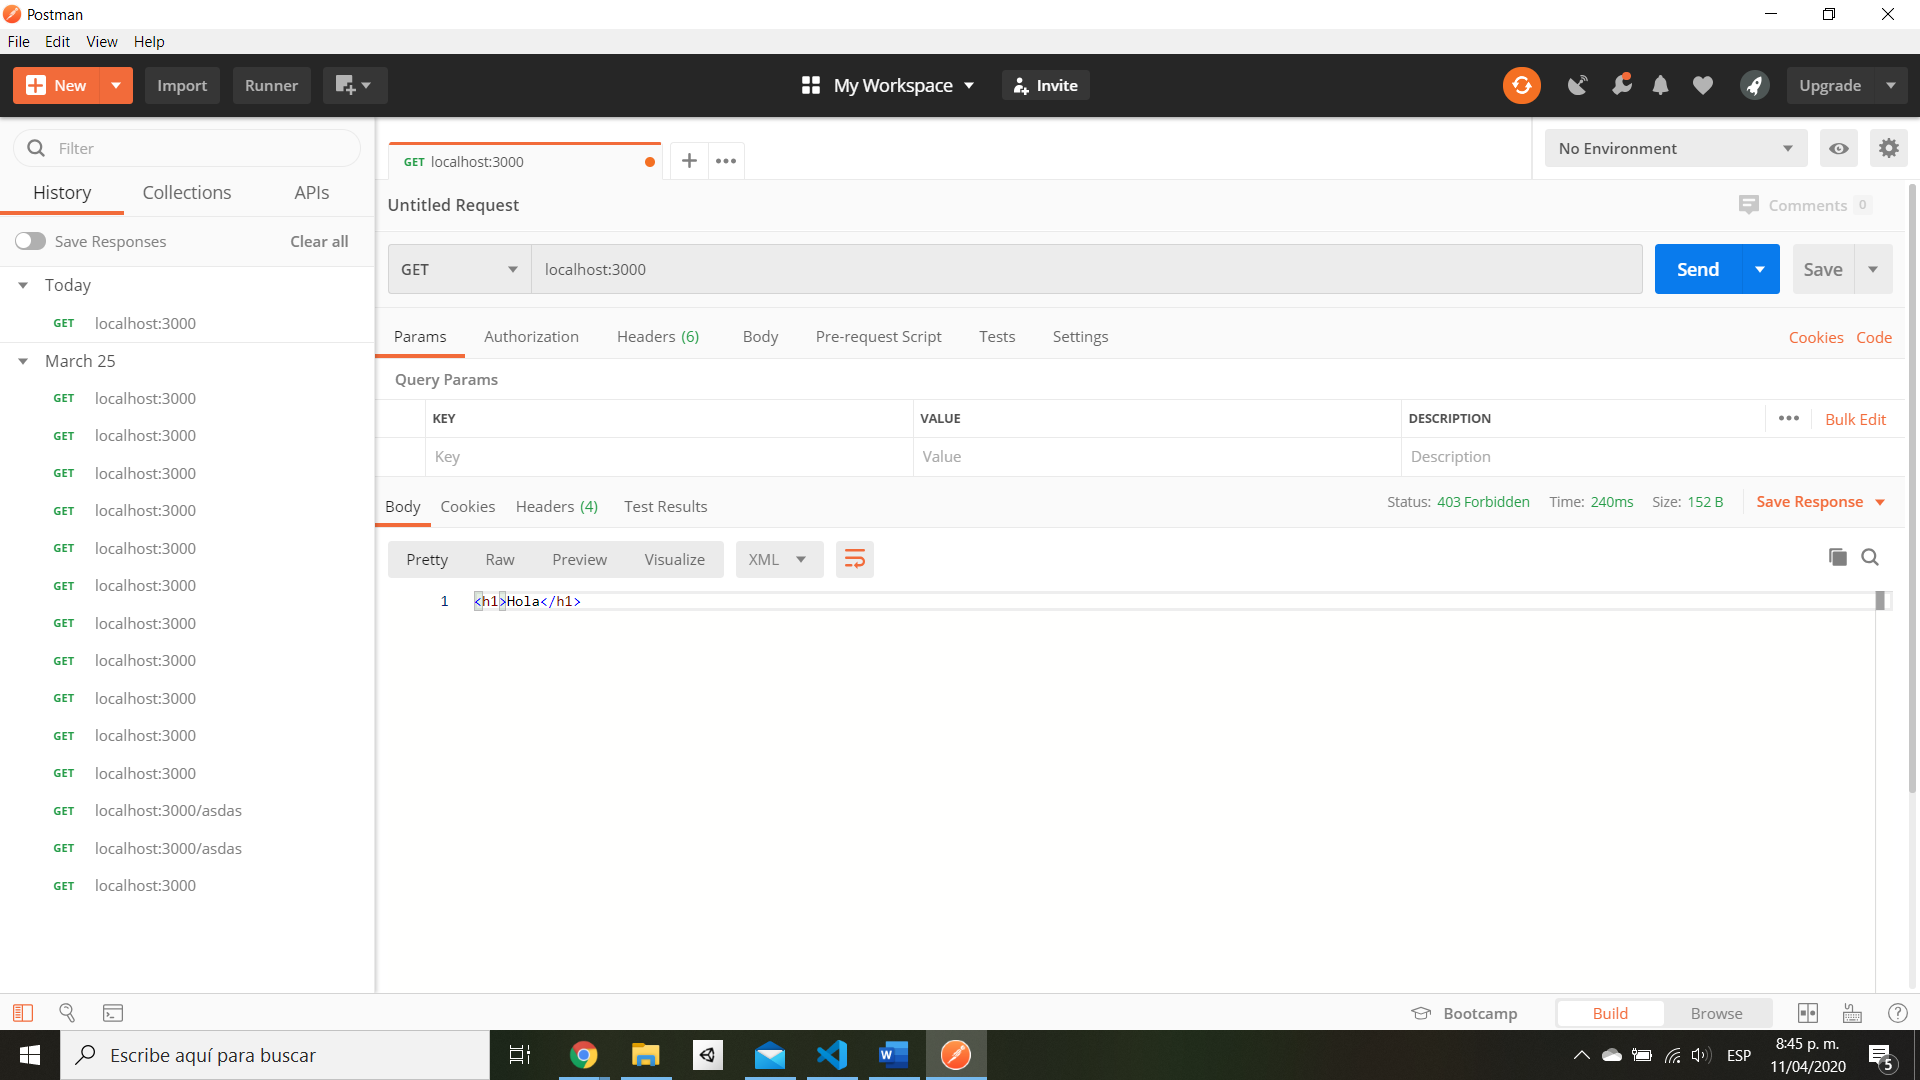 Postman
File Edit View Help
New Import Runner My Workspace Invite Upgrade
Filter
History Collections APIs
Save Responses Clear all
Today
GET localhost:3000
March 25
GET localhost:3000
GET localhost:3000
GET localhost:3000
GET localhost:3000
GET localhost:3000
GET localhost:3000
GET localhost:3000
GET localhost:3000
GET localhost:3000
GET localhost:3000
GET localhost:3000
GET localhost:3000/asdas
GET localhost:3000/asdas
GET localhost:3000
GET localhost:3000
No Environment
Untitled Request Comments 0
GET localhost:3000 Send Save
Params Authorization Headers (6) Body Pre-request Script Tests Settings Cookies Code
Query Params
KEY VALUE DESCRIPTION Bulk Edit
Key Value Description
Body Cookies Headers (4) Test Results Status: 403 Forbidden Time: 240ms Size: 152 B Save Response
Pretty Raw Preview Visualize XML
1 <h1>Hola</h1>
Bootcamp Build Browse
Escribe aquí para buscar
ESP
8:45 p. m.
11/04/2020
5